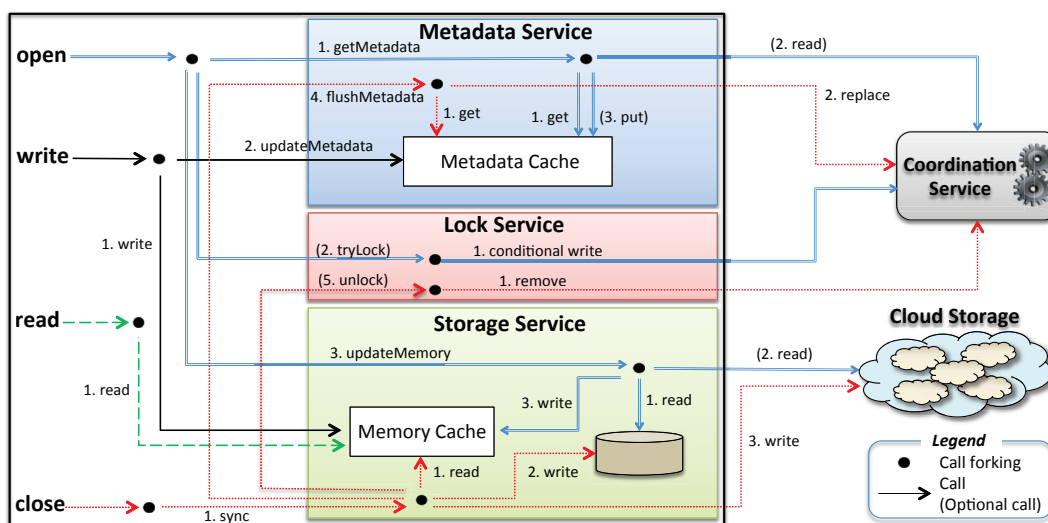 Metadata Service
open
1. getMetadata
(2. read)
4. flushMetadata
1. get
1. get
(3. put)
2. replace
write
2. updateMetadata
Metadata Cache
Coordination
Service
1. write
Lock Service
(2. tryLock)
1. conditional write
(5. unlock)
1. remove
read
Storage Service
Cloud Storage
3. updateMemory
(2. read)
1. read
3. write
1. read
Memory Cache
3. write
1. read
2. write
close
1. sync
Legend
Call forking
Call
(Optional call)